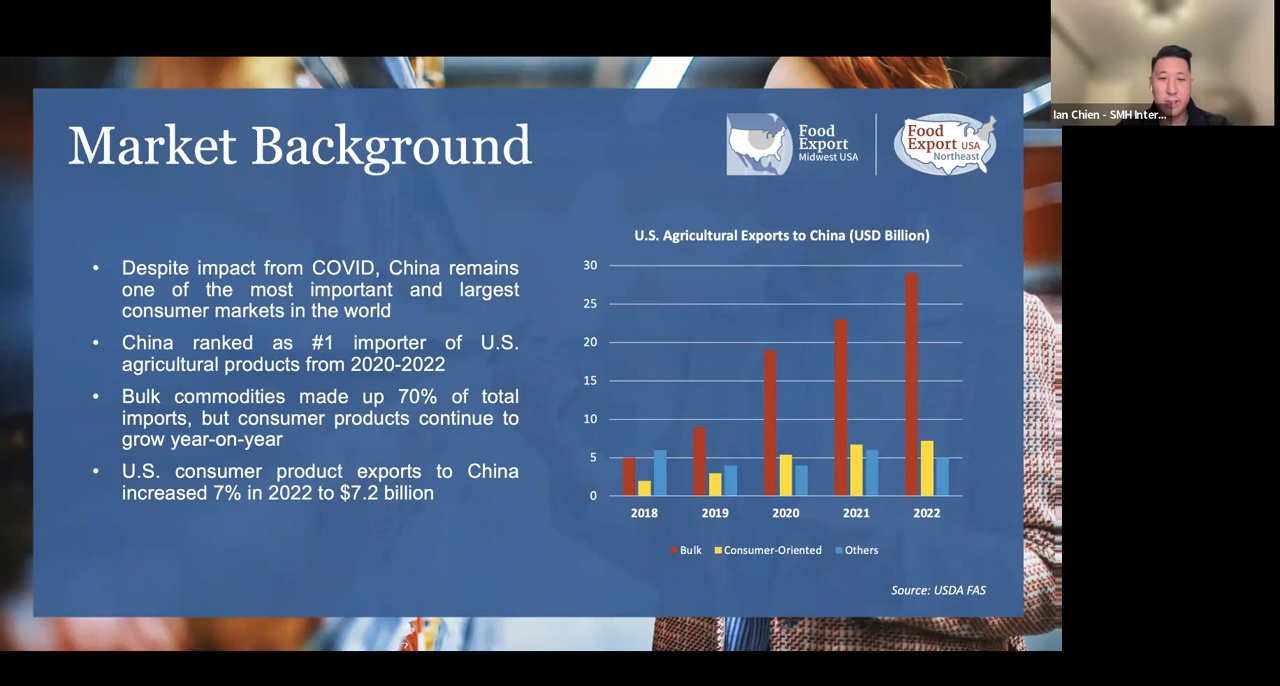 Market Background
Food
Export
Midwest USA
Food
Export USA
Northeast
Ian Chien - SMH Inter...
• Despite impact from COVID, China remains
one of the most important and largest
consumer markets in the world
• China ranked as #1 importer of U.S.
agricultural products from 2020-2022
• Bulk commodities made up 70% of total
imports, but consumer products continue to
grow year-on-year
• U.S. consumer product exports to China
increased 7% in 2022 to $7.2 billion
U.S. Agricultural Exports to China (USD Billion)
30
25
20
15
10
5
0
2018 2019 2020 2021 2022
Bulk Consumer-Oriented Others
Source: USDA FAS